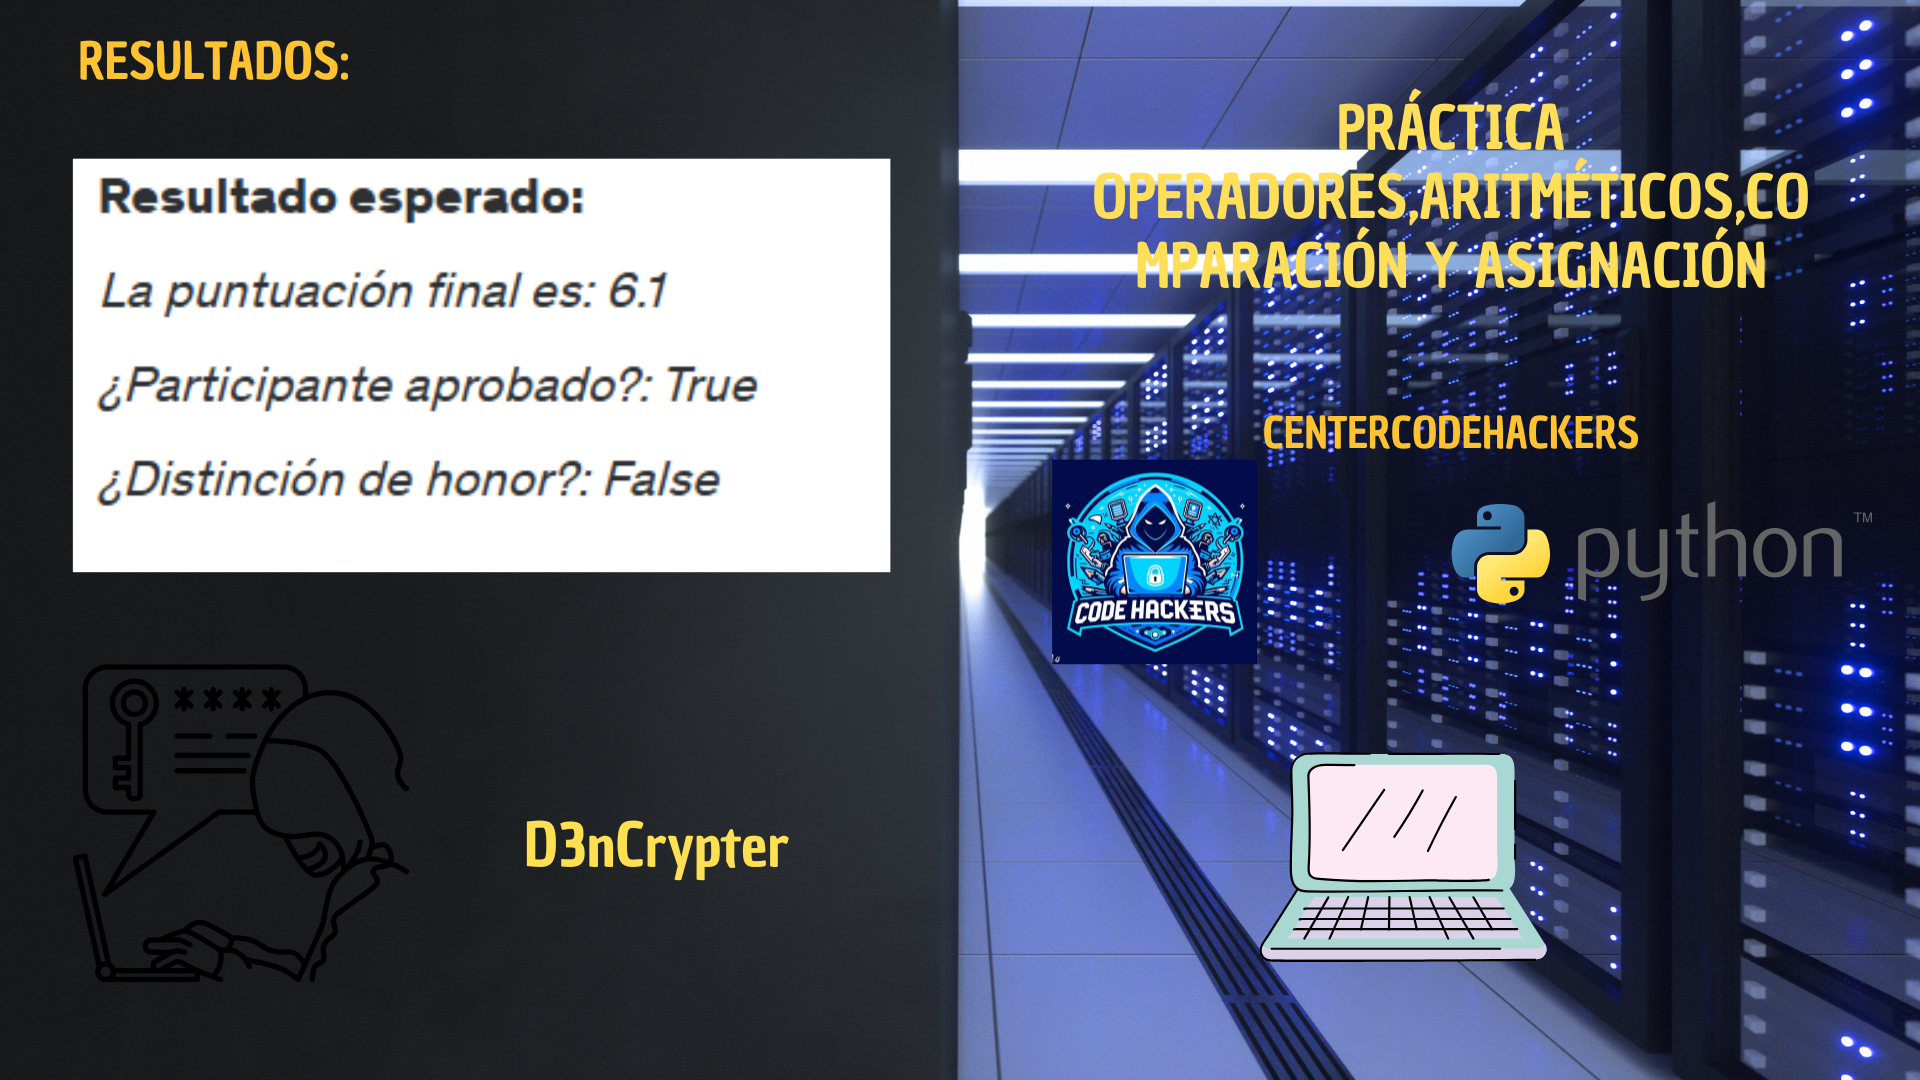 RESULTADOS:
Resultado esperado:
La puntuación final es: 6.1
¿Participante aprobado?: True
¿Distinción de honor?: False
D3nCrypter
PRÁCTICA
OPERADORES,ARITMÉTICOS,CO
MPARACIÓN Y ASIGNACIÓN
CENTERCODEHACKERS
CODE HACKERS
python TM
****